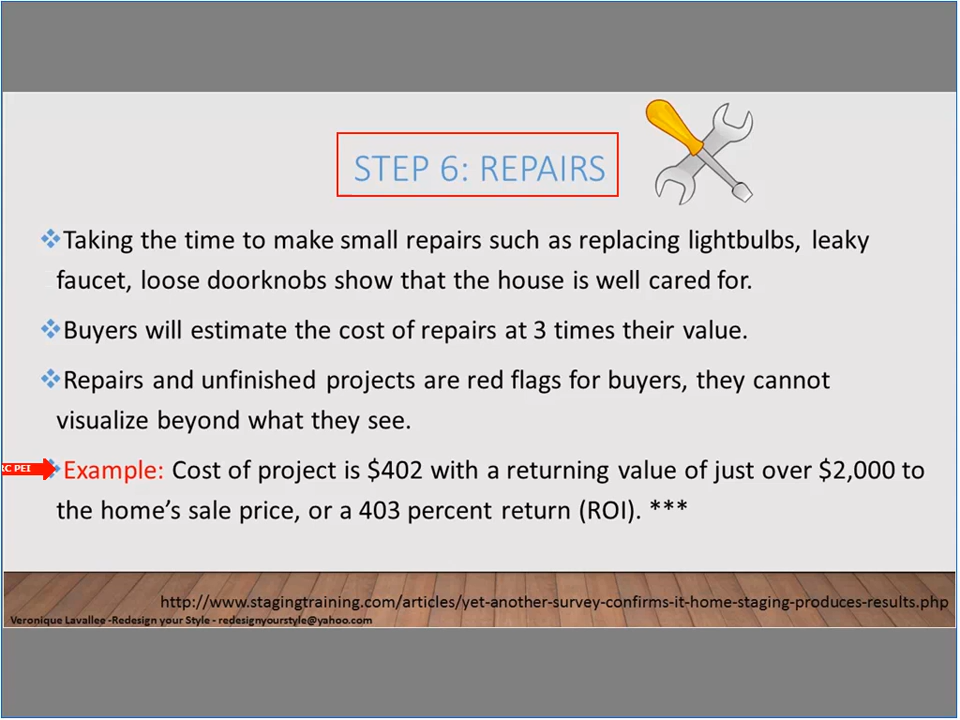 STEP 6: REPAIRS
Taking the time to make small repairs such as replacing lightbulbs, leaky
faucet, loose doorknobs show that the house is well cared for.
Buyers will estimate the cost of repairs at 3 times their value.
Repairs and unfinished projects are red flags for buyers, they cannot
visualize beyond what they see.
RC PEI
Example: Cost of project is $402 with a returning value of just over $2,000 to
the home’s sale price, or a 403 percent return (ROI). ***
http://www.stagingtraining.com/articles/yet-another-survey-confirms-it-home-staging-produces-results.php
Veronique Lavallee -Redesign your Style - redesignyourstyle@yahoo.com